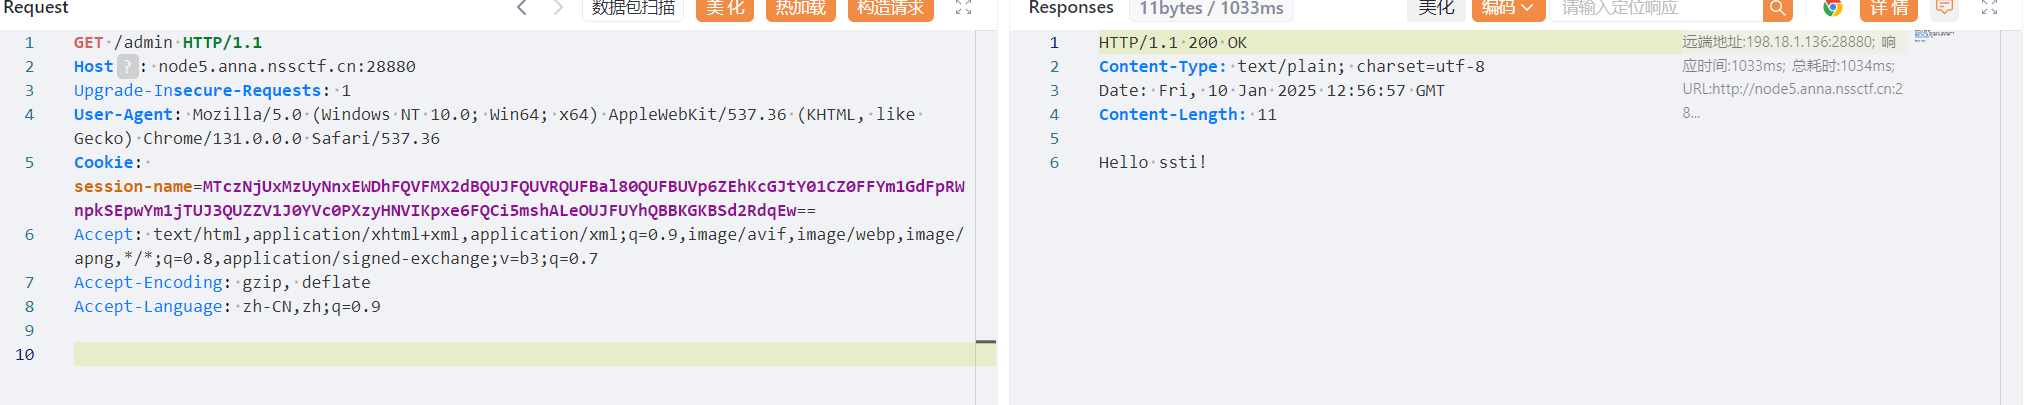 Request
数据包扫描 美化 热加载 构造请求
1 GET /admin HTTP/1.1
2 Host ? : node5.anna.nssctf.cn:28880
3 Upgrade-Insecure-Requests: 1
4 User-Agent: Mozilla/5.0 (Windows NT 10.0; Win64; x64) AppleWebKit/537.36 (KHTML, like
Gecko) Chrome/131.0.0.0 Safari/537.36
5 Cookie:
session-name=MTczNjUxMzUyNnxEWDhFQVFMX2dBQUJFQUVRQUFBal80QUFBUVp6ZEhKcGJtY01CZ0FFYm1GdFpRW
npkSEpwYm1jTUJ3QUZZV1J0YVc0PXzyHNVIKpxe6FQCi5mshALeOUJFUYhQBBKGKBSd2RdqEw==
6 Accept: text/html,application/xhtml+xml,application/xml;q=0.9,image/avif,image/webp,image/
apng,*/*;q=0.8,application/signed-exchange;v=b3;q=0.7
7 Accept-Encoding: gzip, deflate
8 Accept-Language: zh-CN,zh;q=0.9
9
10
Responses 11bytes / 1033ms
美化 编码 请输入定位响应 详情
1 HTTP/1.1 200 OK
2 Content-Type: text/plain; charset=utf-8
3 Date: Fri, 10 Jan 2025 12:56:57 GMT
4 Content-Length: 11
5
6 Hello ssti!
远端地址:198.18.1.136:28880; 响
应时间:1033ms; 总耗时:1034ms;
URL:http://node5.anna.nssctf.cn:2
8...